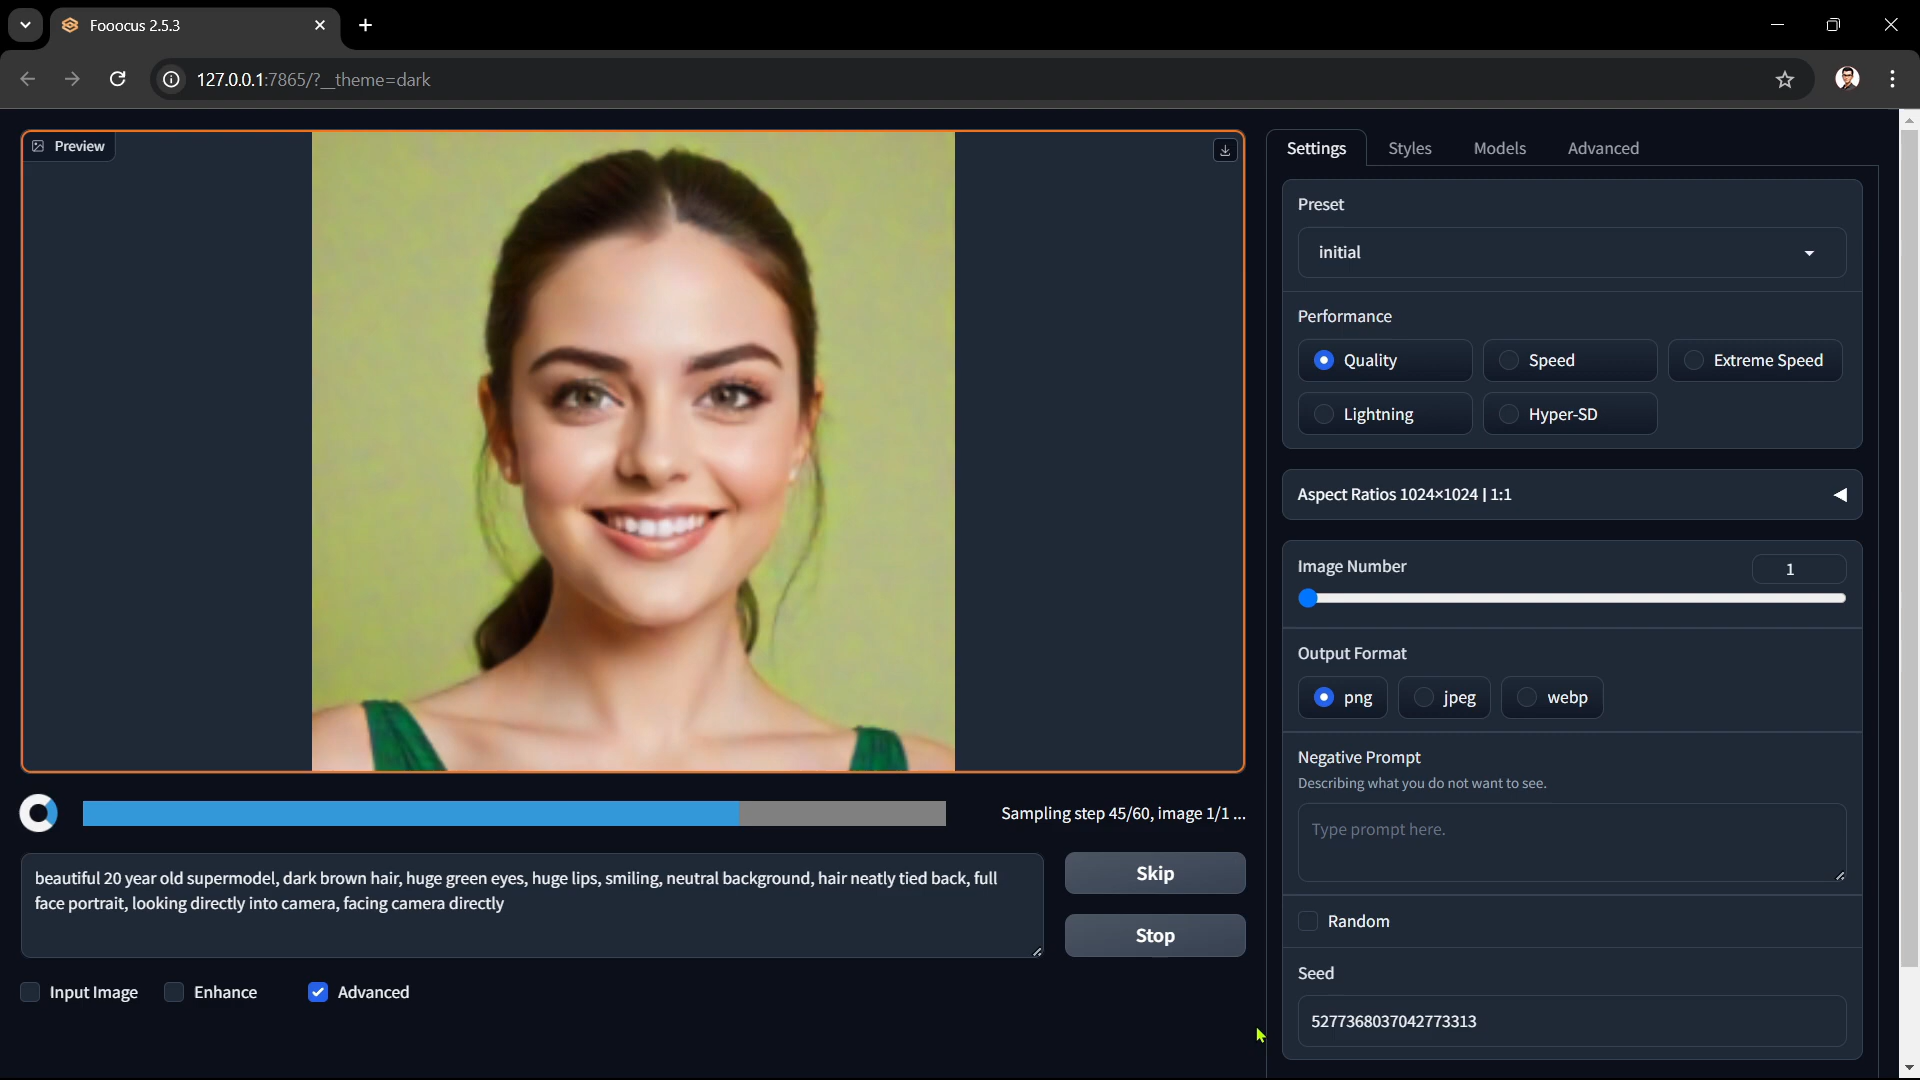 Fooocus 2.5.3
127.0.0.1:7865/?__theme=dark
Preview
Sampling step 45/60, image 1/1 ...
beautiful 20 year old supermodel, dark brown hair, huge green eyes, huge lips, smiling, neutral background, hair neatly tied back, full
face portrait, looking directly into camera, facing camera directly
Skip
Stop
Input Image
Enhance
Advanced
Settings
Styles
Models
Advanced
Preset
initial
Performance
Quality
Speed
Extreme Speed
Lightning
Hyper-SD
Aspect Ratios 1024×1024 | 1:1
Image Number
1
Output Format
png
jpeg
webp
Negative Prompt
Describing what you do not want to see.
Type prompt here.
Random
Seed
5277368037042773313